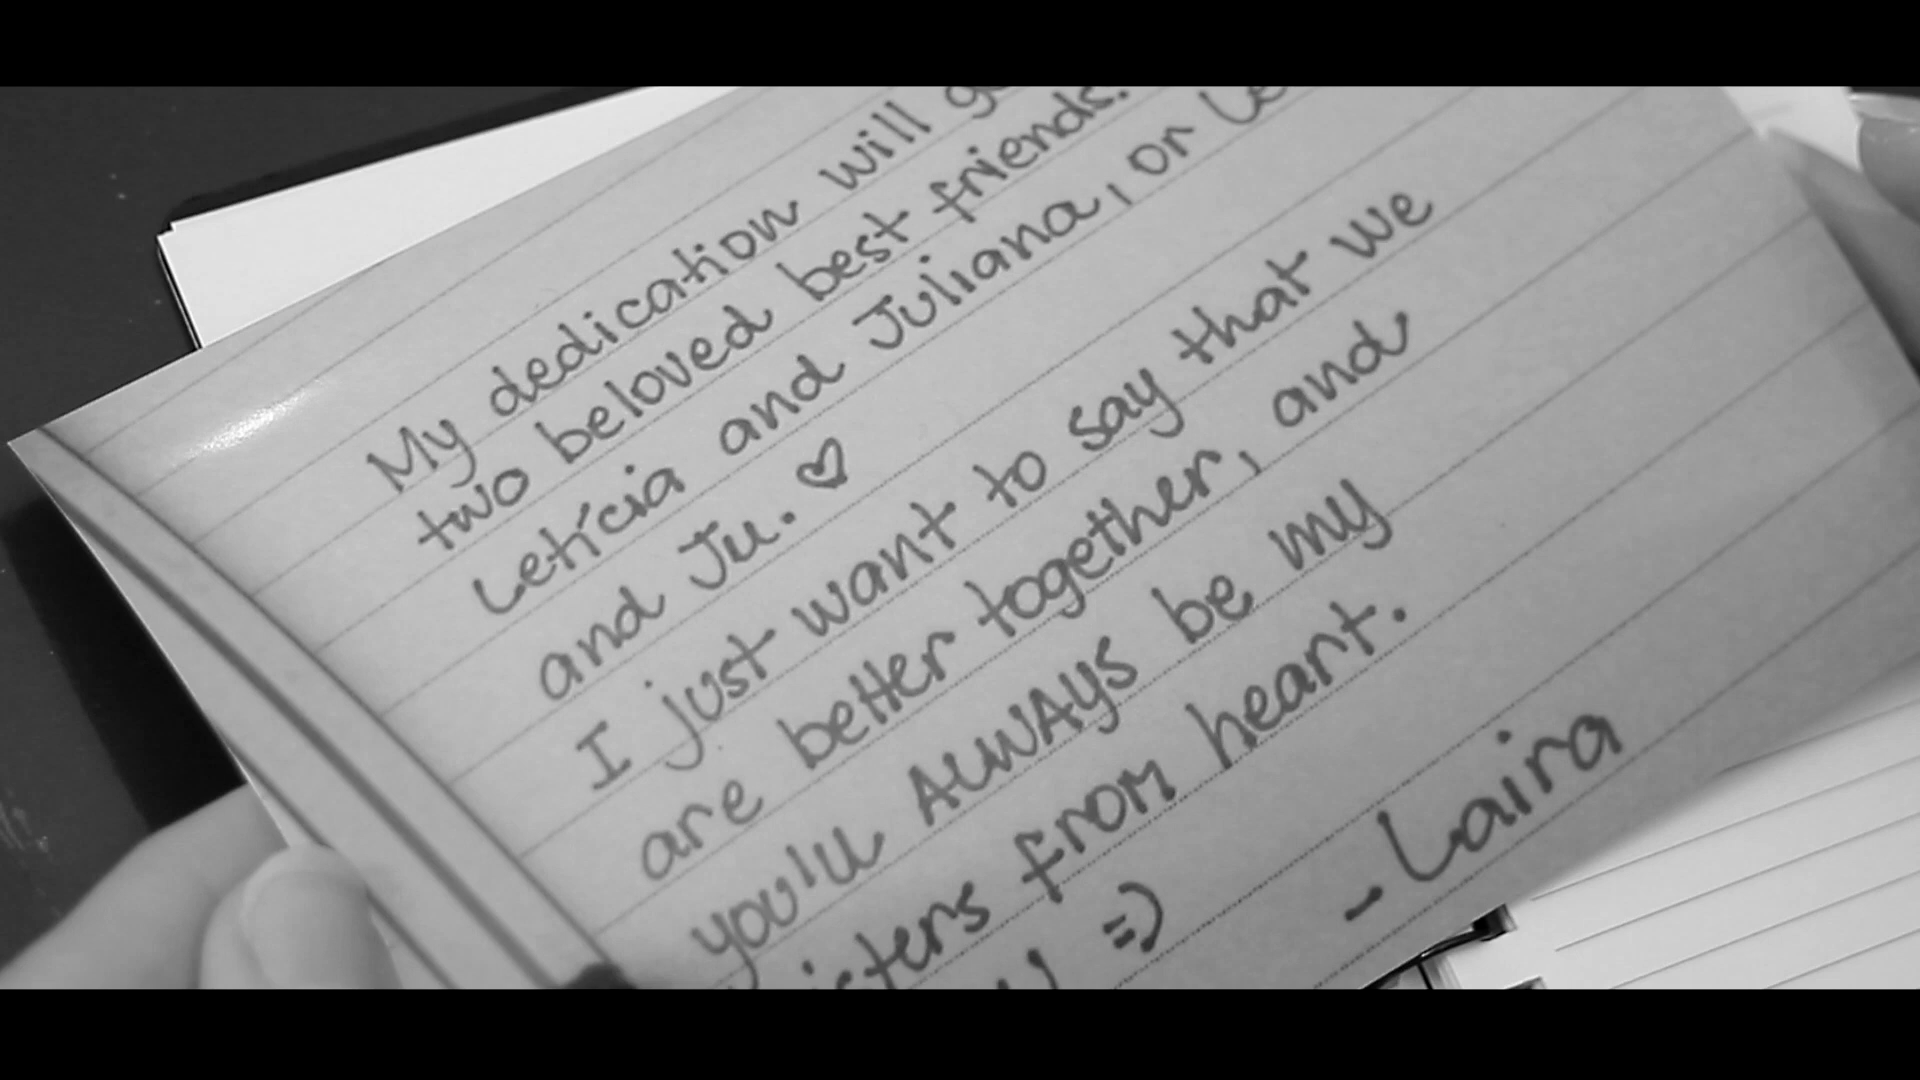 My dedication will
two beloved best friends.
Letícia and Juliana, or
and Ju. ♡
I just want to say that we
are better together, and
you'll ALWAYS be my
from heart.
=)
- Laira